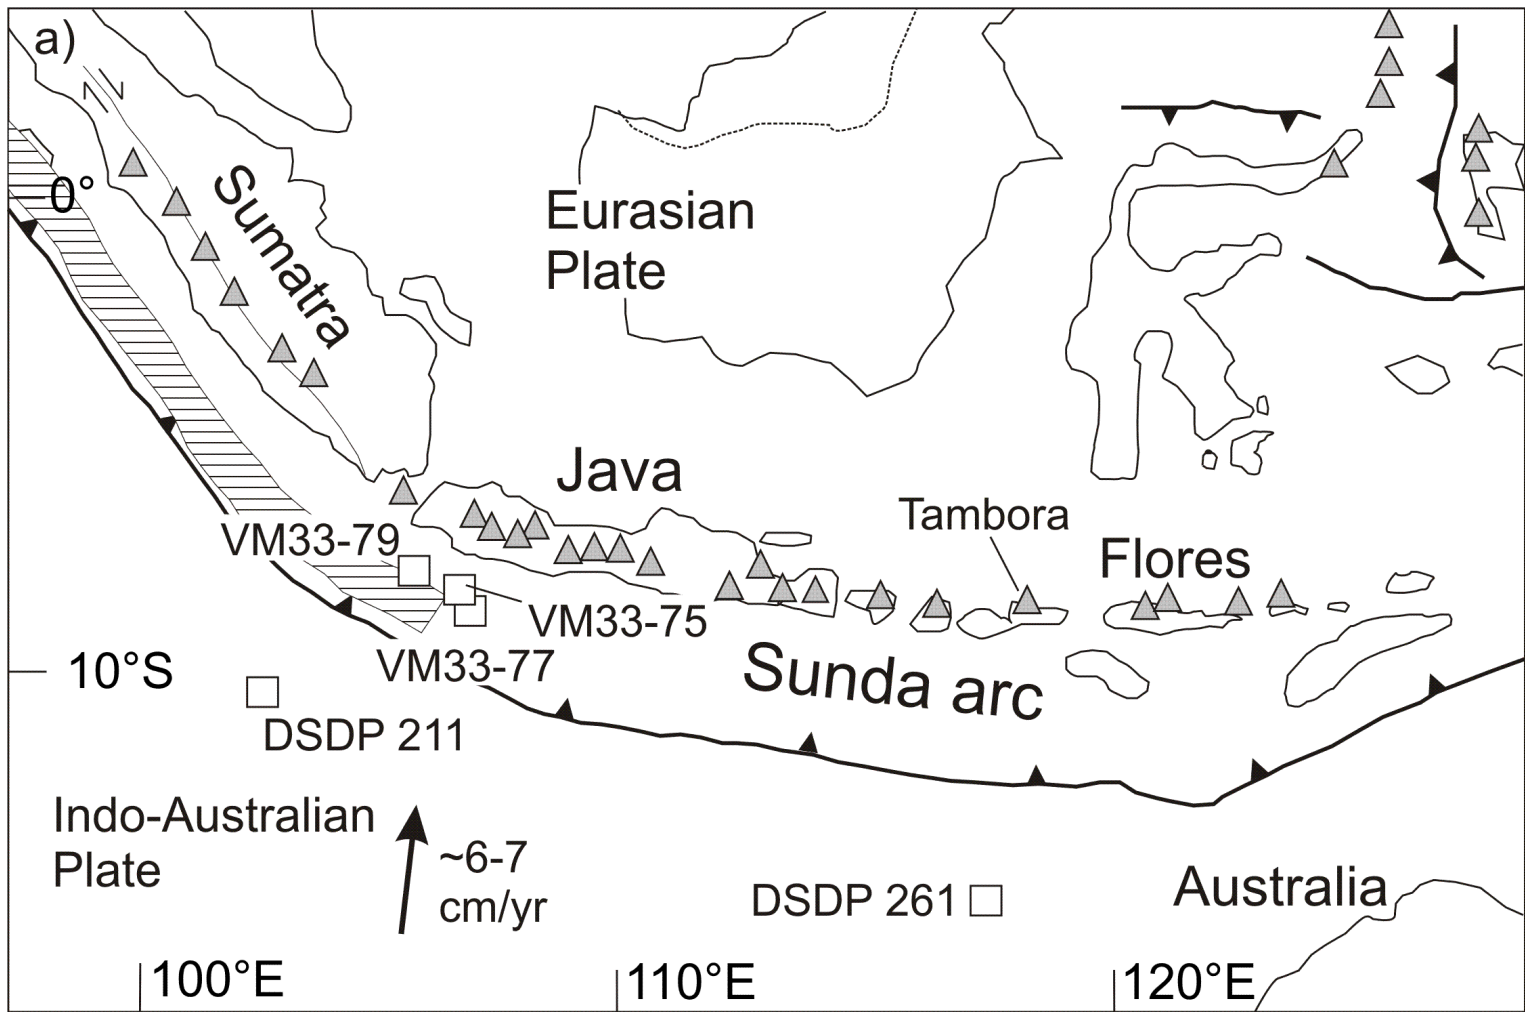 a)
Sumatra
0°
Eurasian
Plate
Java
Tambora
Flores
VM33-79
VM33-75
VM33-77
Sunda arc
10°S
DSDP 211
Indo-Australian
Plate
~6-7
cm/yr
DSDP 261
Australia
100°E
110°E
120°E